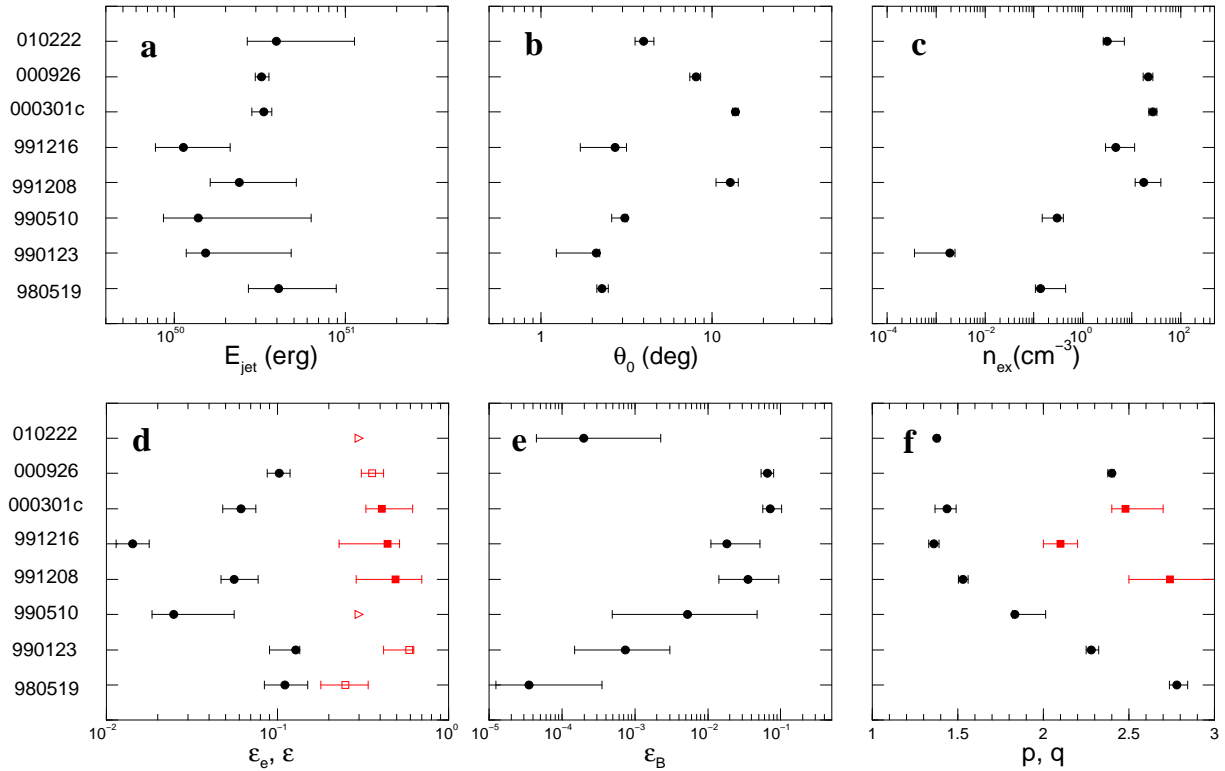 a b c
010222
000926
000301c
991216
991208
990510
990123
980519
10^50 10^51
E_jet (erg)
1 10
θ_0 (deg)
10^−4 10^−2 10^0 10^2
n_ex(cm^−3)
d e f
010222
000926
000301c
991216
991208
990510
990123
980519
10^−2 10^−1 10^0
ε_e, ε
10^−5 10^−4 10^−3 10^−2 10^−1
ε_B
1 1.5 2 2.5 3
p, q